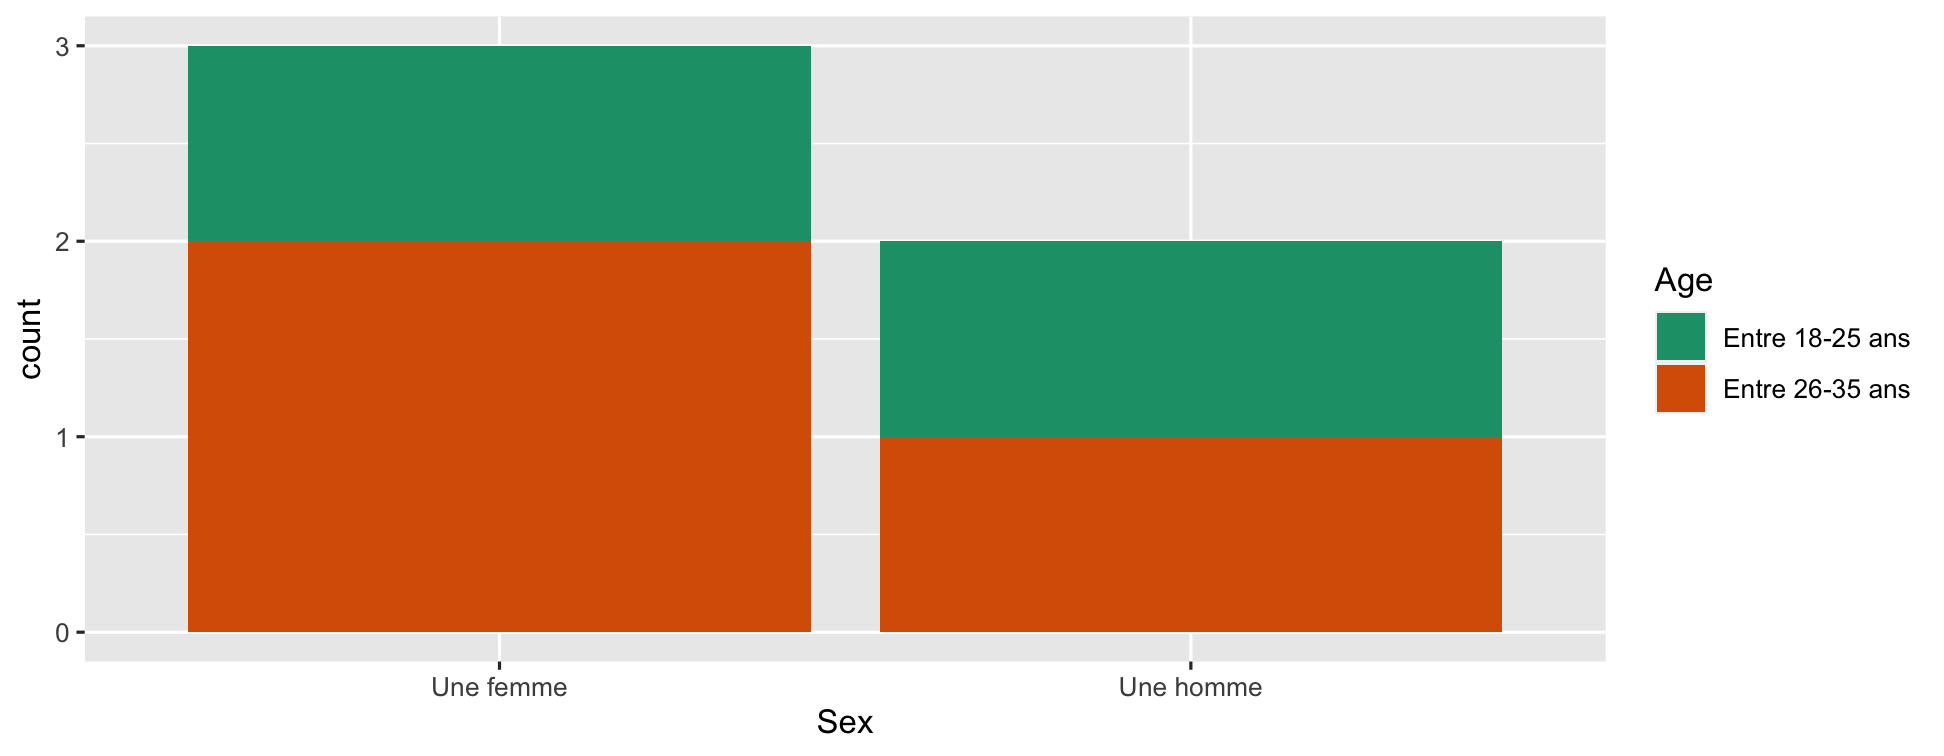 3
2
1
0
count
Une femme
Une homme
Sex
Age
Entre 18-25 ans
Entre 26-35 ans